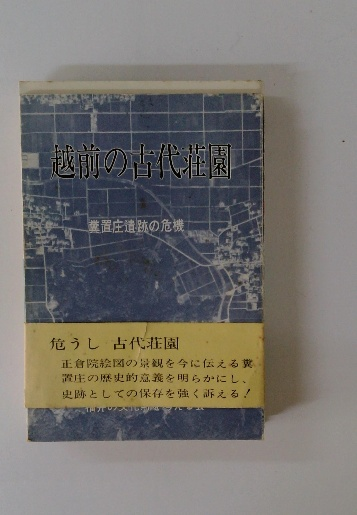 越前の古代荘園
糞置庄遺跡の危機
危うし 古代荘園
正倉院絵図の景観を今に伝える糞
置庄の歴史的意義を明らかにし、
史跡としての保存を強く訴える!